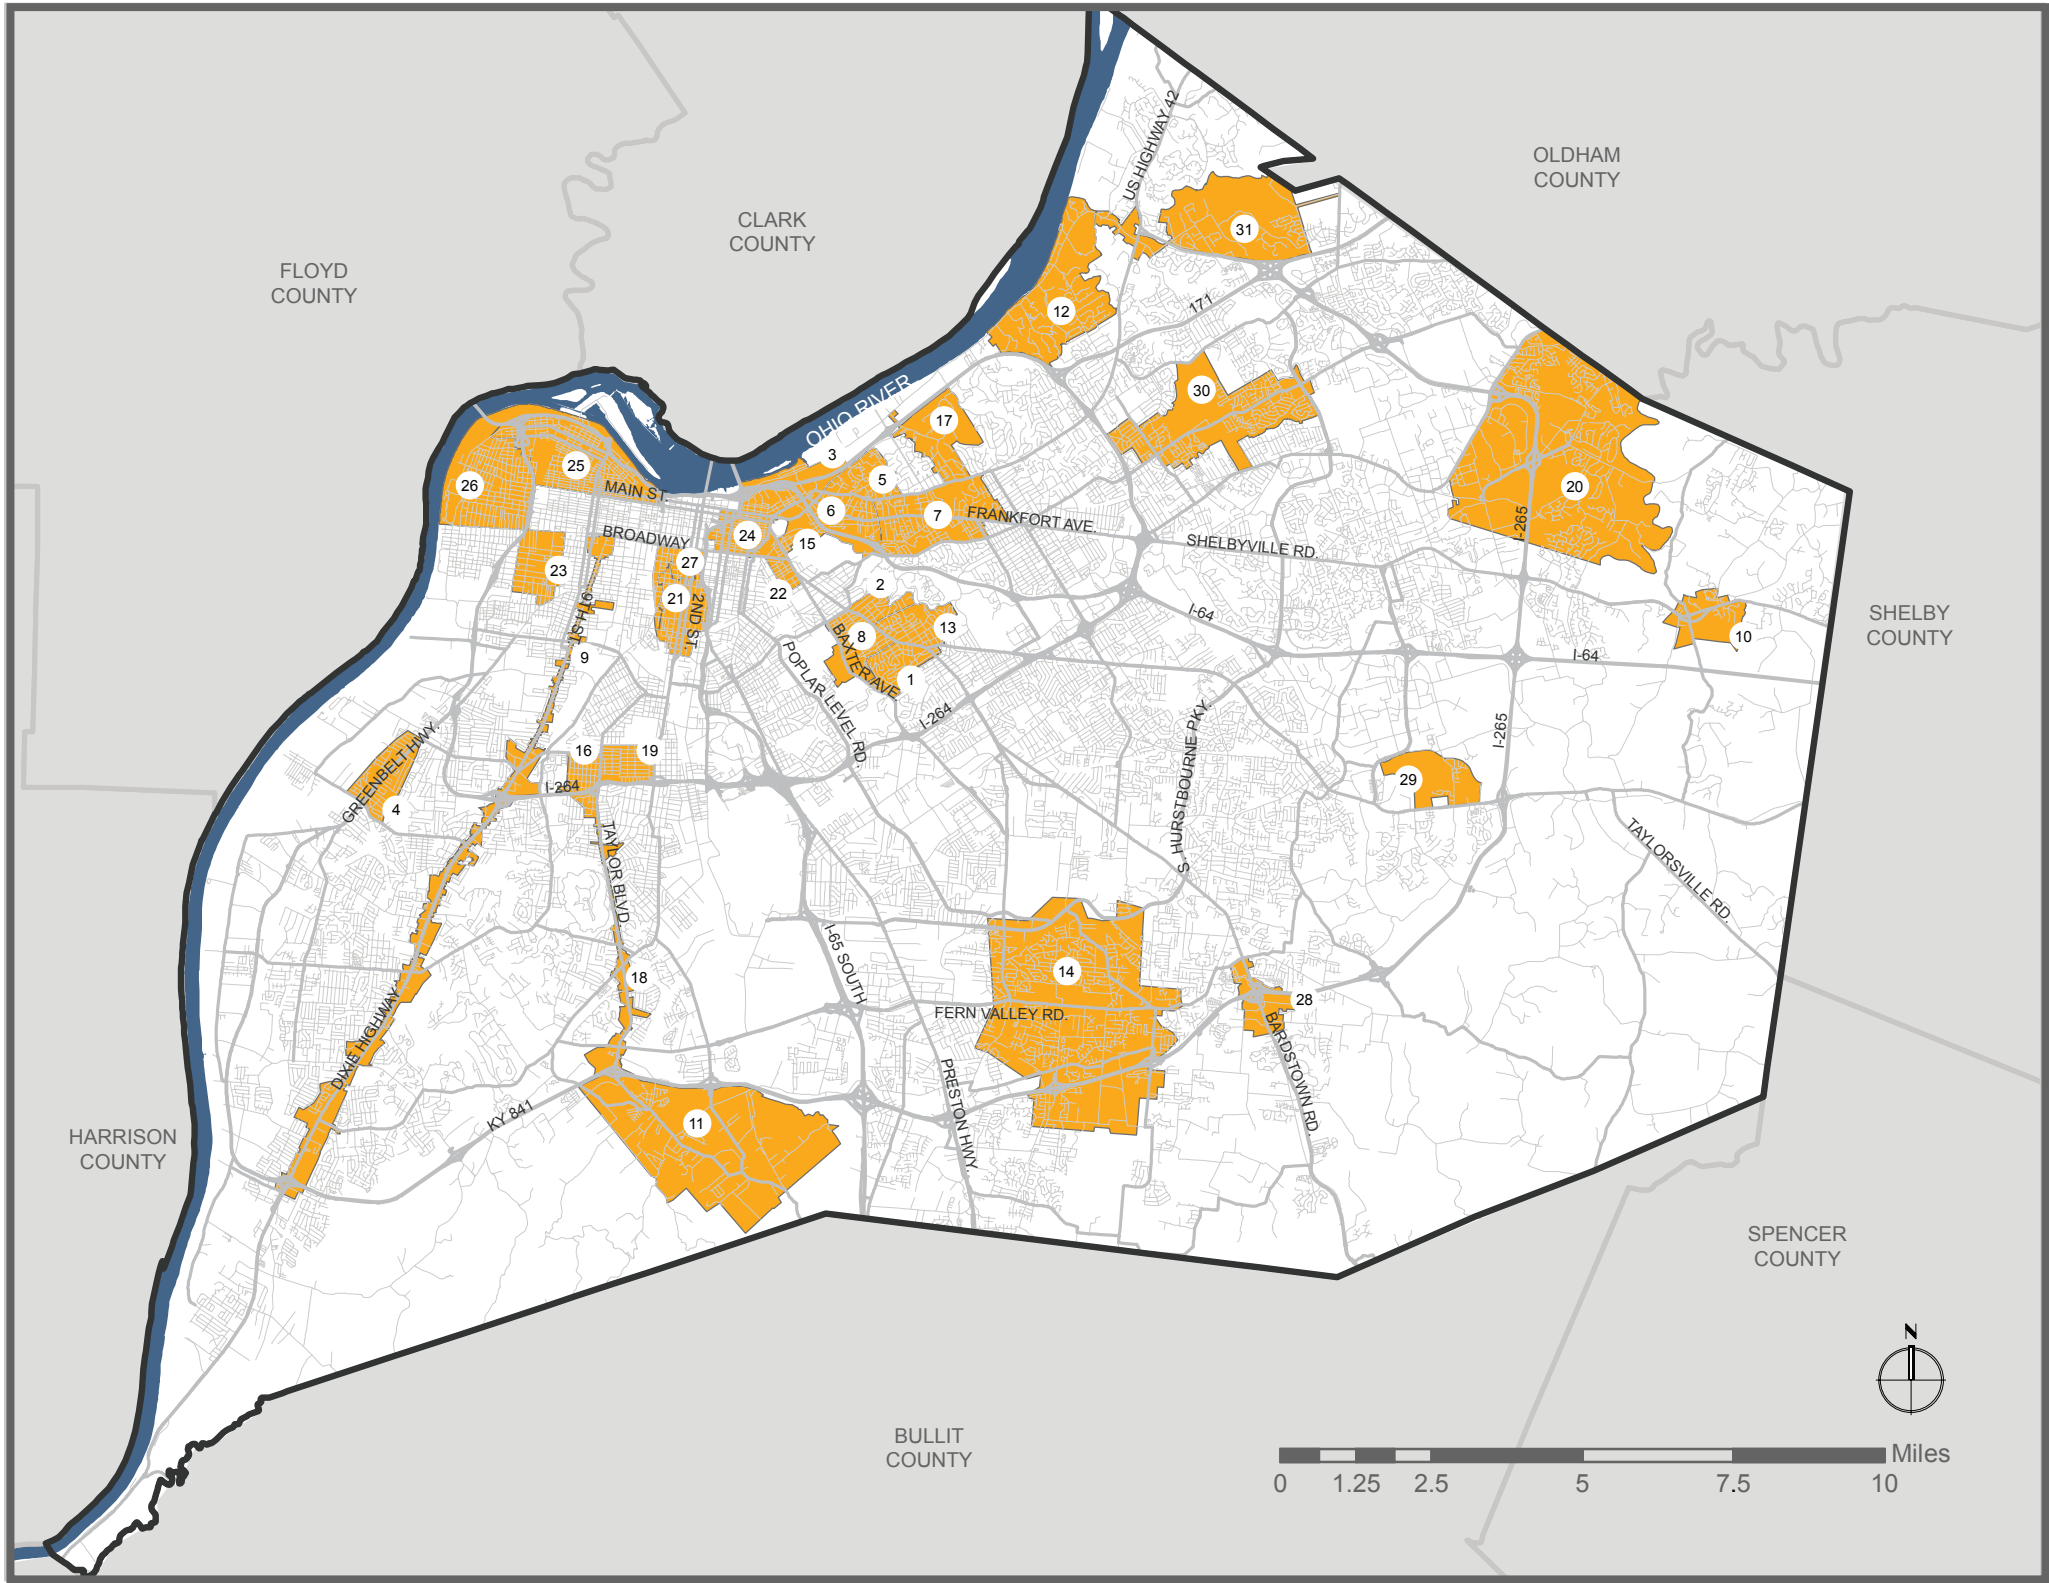 US HIGHWAY 42
OLDHAM
COUNTY
CLARK
COUNTY
31
FLOYD
COUNTY
12
171
OHIO RIVER
30
17
3
25
5
26
20
MAIN ST.
6
7
FRANKFORT AVE.
I-265
BROADWAY
24
15
SHELBYVILLE RD.
27
23
2
22
21
2ND ST.
16TH ST.
I-64
SHELBY
COUNTY
13
8
10
BAXTER AVE
9
I-64
1
POPLAR LEVEL RD.
I-264
GREENBELT HWY.
I-265
S. HURSTBOURNE PKY.
16
19
29
I-264
4
TAYLOR BLVD.
TAYLORSVILLE RD.
I-65 SOUTH
14
18
28
FERN VALLEY RD.
DIXIE HIGHWAY
BARDSTOWN RD.
PRESTON HWY.
KY 841
11
HARRISON
COUNTY
SPENCER
COUNTY
N
BULLIT
COUNTY
Miles
0 1.25 2.5 5 7.5 10